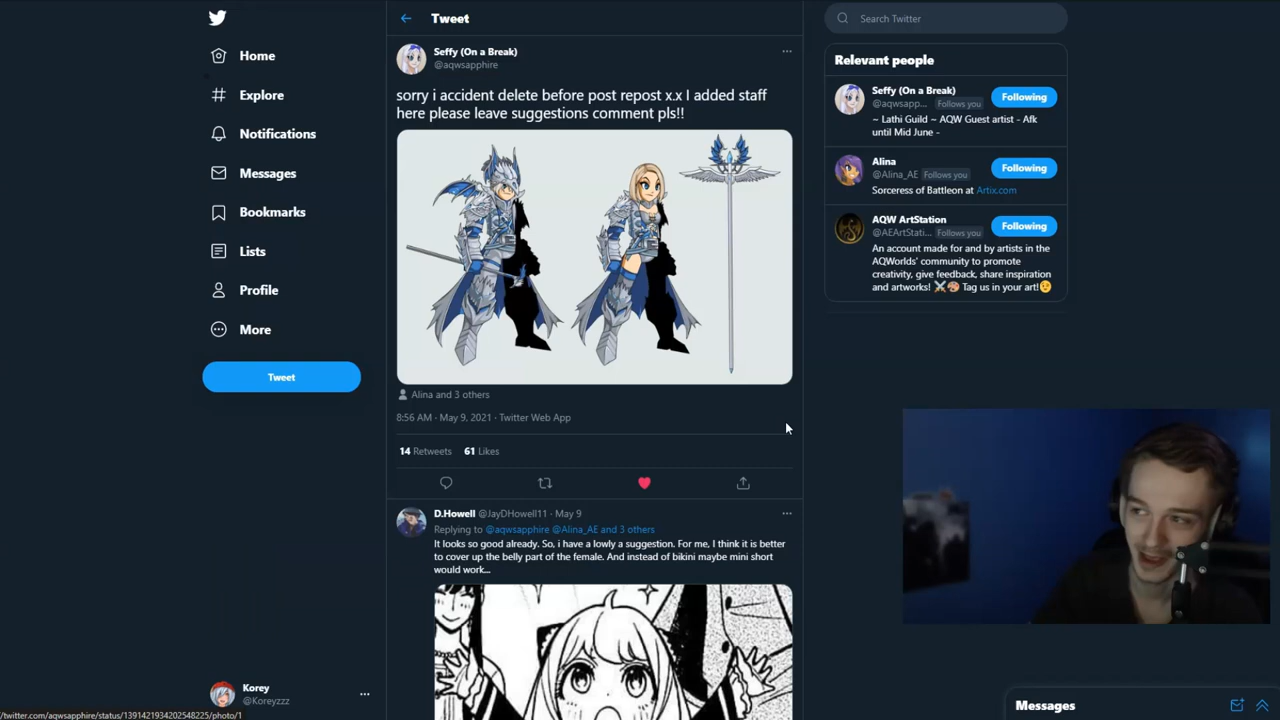 Home
Explore
Notifications
Messages
Bookmarks
Lists
Profile
More
Tweet
Korey
@Koreyzzz
/twitter.com/aqwsapphire/status/1391421934202548225/photo/1
Tweet
Seffy (On a Break)
@aqwsapphire
sorry i accident delete before post repost x.x I added staff
here please leave suggestions comment pls!!
Alina and 3 others
8:56 AM · May 9, 2021 · Twitter Web App
14 Retweets 61 Likes
D.Howell @JayDHowell11 · May 9
Replying to @aqwsapphire @Alina_AE and 3 others
It looks so good already. So, i have a lowly a suggestion. For me, I think it is better
to cover up the belly part of the female. And instead of bikini maybe mini short
would work...
Search Twitter
Relevant people
Seffy (On a Break)
@aqwsapp... Follows you
Following
~ Lathi Guild ~ AQW Guest artist - Afk
until Mid June -
Alina
@Alina_AE Follows you
Following
Sorceress of Battleon at Artix.com
AQW ArtStation
@AEArtStati... Follows you
Following
An account made for and by artists in the
AQWorlds' community to promote
creativity, give feedback, share inspiration
and artworks! ⚔️🎨 Tag us in your art!🤨
Messages